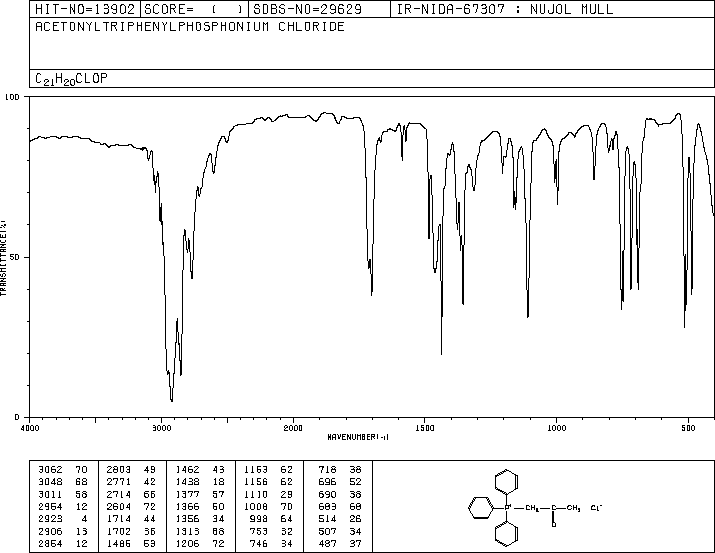 HIT-NO=13902 SCORE= ( ) SDBS-NO=29629 IR-NIDA-67307 : NUJOL MULL
ACETONYLTRIPHENYLPHOSPHONIUM CHLORIDE
C21H20CLOP
100
50
0
TRANSMITTANCE(%)
4000 3000 2000 1500 1000 500
WAVENUMBER(-1)
3062 70 2803 49 1462 43 1163 62 718 38
3048 68 2771 42 1438 18 1156 62 696 52
3011 58 2714 66 1377 57 1110 29 690 38
2954 12 2604 72 1366 60 1008 70 689 68
2923 4 1714 44 1356 34 998 64 514 26
2906 13 1702 36 1313 68 753 32 507 34
2854 12 1486 53 1206 72 746 34 487 37
P+ CH2 C CH3 Cl-
O